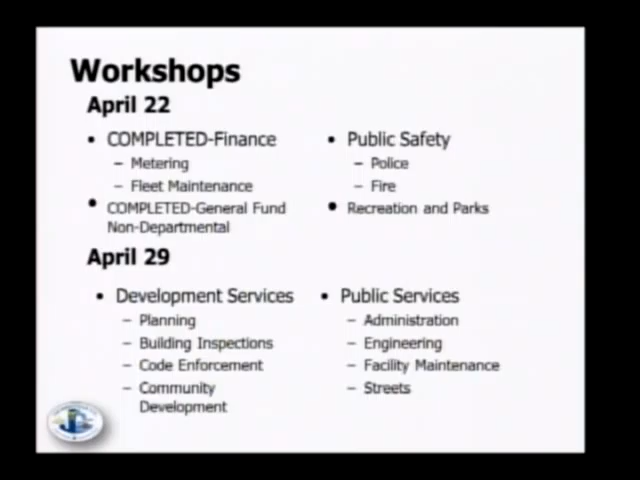 Workshops
April 22
• COMPLETED-Finance
– Metering
– Fleet Maintenance
• COMPLETED-General Fund
Non-Departmental
• Public Safety
– Police
– Fire
• Recreation and Parks
April 29
• Development Services
– Planning
– Building Inspections
– Code Enforcement
– Community
Development
• Public Services
– Administration
– Engineering
– Facility Maintenance
– Streets